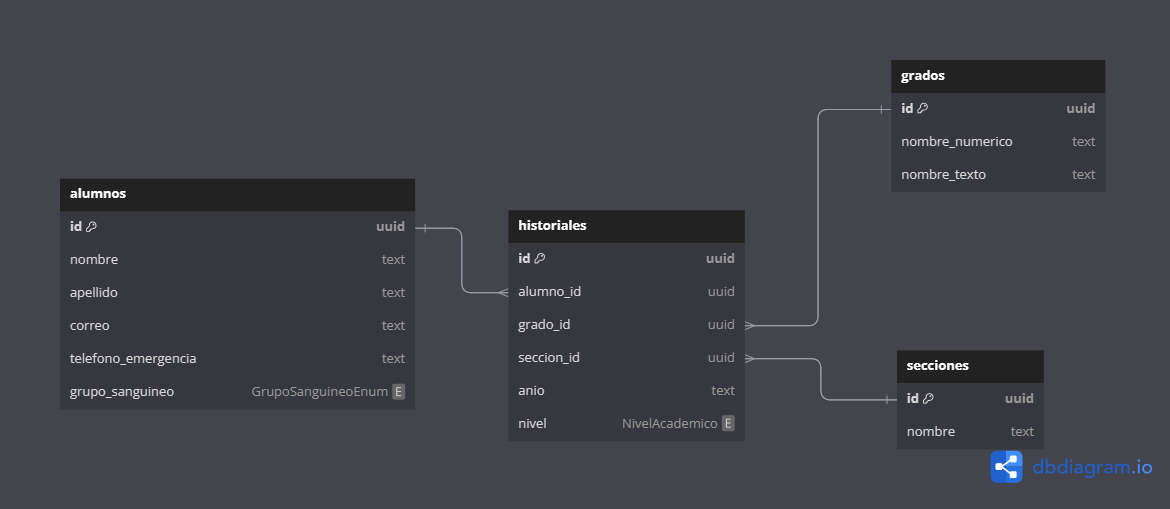 alumnos
id uuid
nombre text
apellido text
correo text
telefono_emergencia text
grupo_sanguineo GrupoSanguineoEnum E
historiales
id uuid
alumno_id uuid
grado_id uuid
seccion_id uuid
anio text
nivel NivelAcademico E
grados
id uuid
nombre_numerico text
nombre_texto text
secciones
id uuid
nombre text
dbdiagram.io